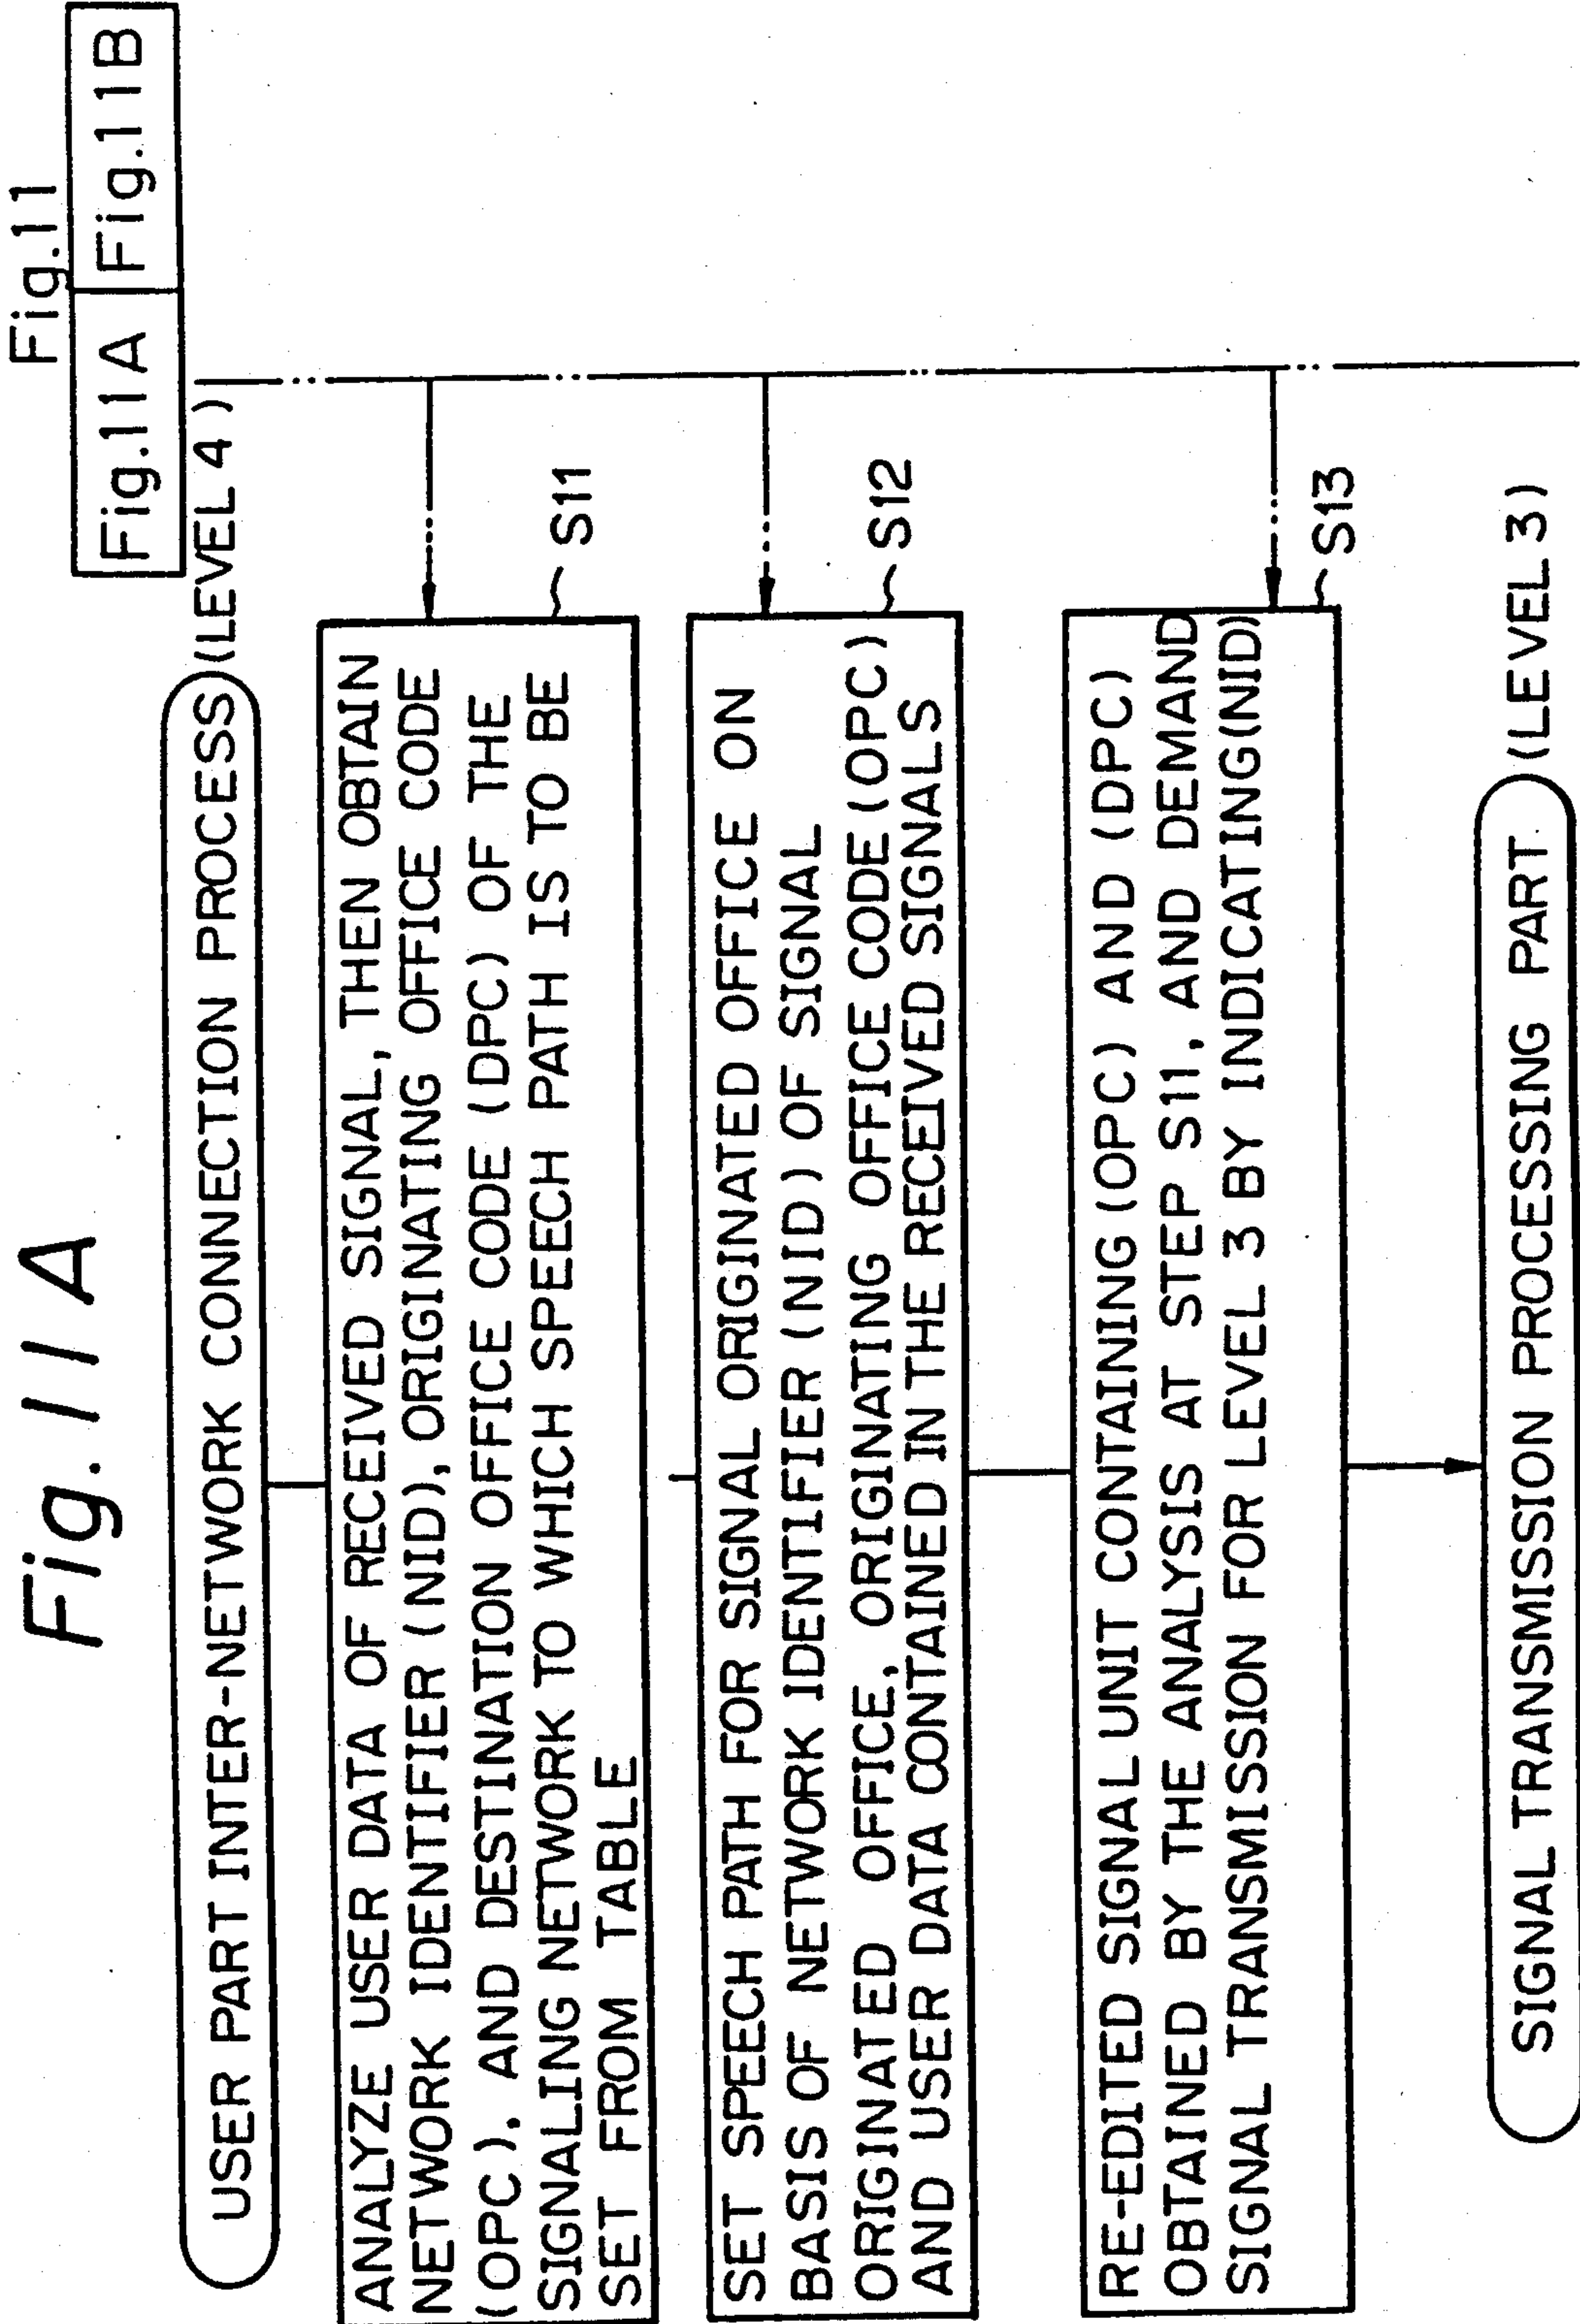 Fig. 11A
Fig.11
Fig.11A Fig.11B
USER PART INTER-NETWORK CONNECTION PROCESS (LEVEL 4)
ANALYZE USER DATA OF RECEIVED SIGNAL, THEN OBTAIN
NETWORK IDENTIFIER (NID), ORIGINATING OFFICE CODE
(OPC), AND DESTINATION OFFICE CODE (DPC) OF THE
SIGNALING NETWORK TO WHICH SPEECH PATH IS TO BE
SET FROM TABLE
S11
SET SPEECH PATH FOR SIGNAL ORIGINATED OFFICE ON
BASIS OF NETWORK IDENTIFIER (NID) OF SIGNAL
ORIGINATED OFFICE, ORIGINATING OFFICE CODE (OPC)
AND USER DATA CONTAINED IN THE RECEIVED SIGNALS
S12
RE-EDITED SIGNAL UNIT CONTAINING (OPC) AND (DPC)
OBTAINED BY THE ANALYSIS AT STEP S11, AND DEMAND
SIGNAL TRANSMISSION FOR LEVEL 3 BY INDICATING (NID)
S13
SIGNAL TRANSMISSION PROCESSING PART (LEVEL 3)